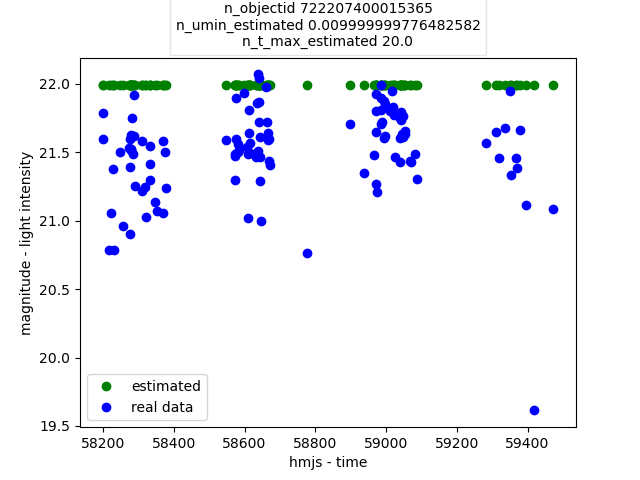 n_objectid 722207400015365
n_umin_estimated 0.009999999776482582
n_t_max_estimated 20.0
22.0
21.5
21.0
20.5
20.0
19.5
magnitude - light intensity
estimated
real data
58200 58400 58600 58800 59000 59200 59400
hmjs - time